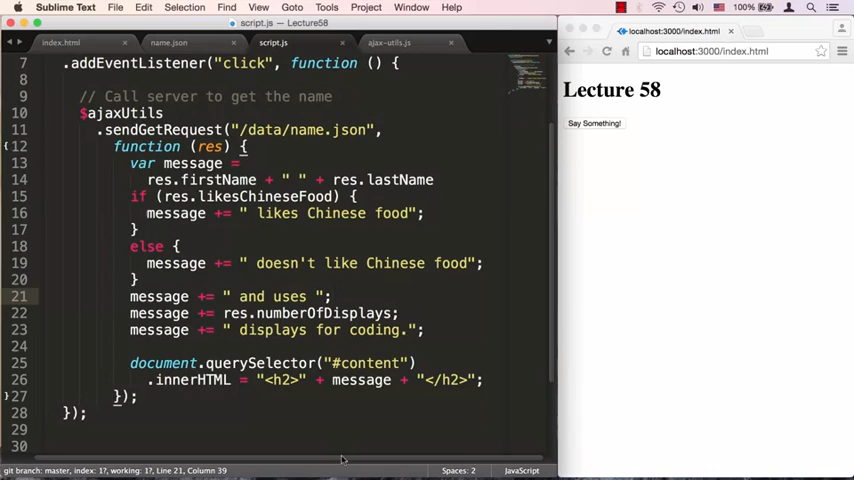 Sublime Text File Edit Selection Find View Goto Tools Project Window Help 100%
script.js — Lecture58
index.html name.json script.js ajax-utils.js
7 .addEventListener("click", function () {
8
9 // Call server to get the name
10 $ajaxUtils
11 .sendGetRequest("/data/name.json",
12 function (res) {
13 var message =
14 res.firstName + " " + res.lastName
15 if (res.likesChineseFood) {
16 message += " likes Chinese food";
17 }
18 else {
19 message += " doesn't like Chinese food";
20 }
21 message += " and uses ";
22 message += res.numberOfDisplays;
23 message += " displays for coding.";
24
25 document.querySelector("#content")
26 .innerHTML = "<h2>" + message + "</h2>";
27 });
28 });
29
30
git branch: master, index: 1?, working: 1?, Line 21, Column 39 Spaces: 2 JavaScript
localhost:3000/index.html
localhost:3000/index.html
Lecture 58
Say Something!